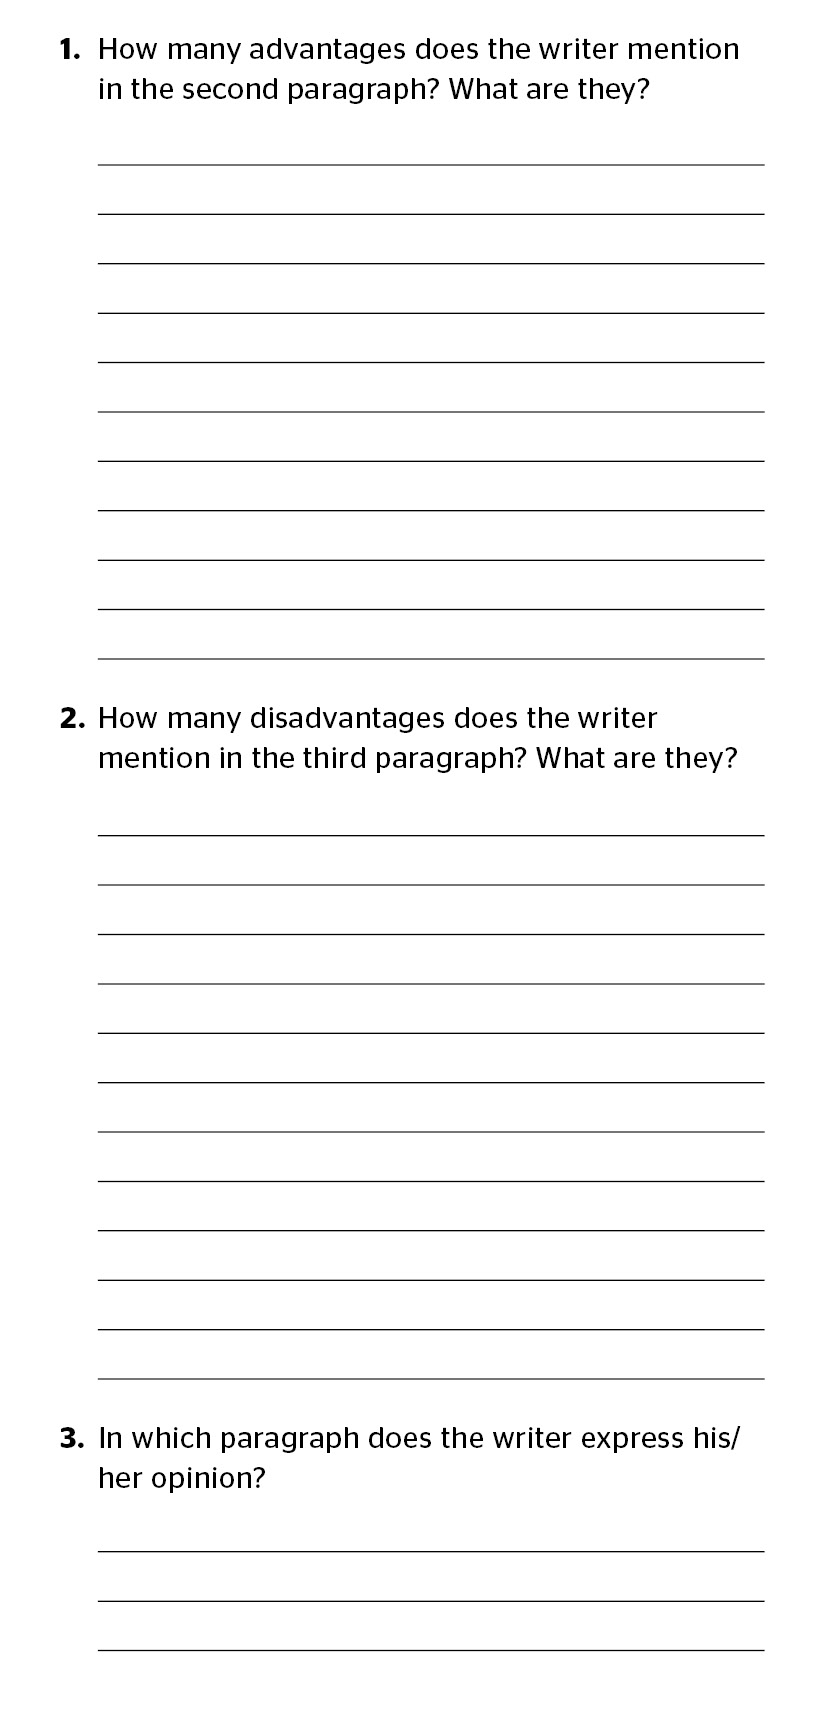 1. How many advantages does the writer mention
in the second paragraph? What are they?
2. How many disadvantages does the writer
mention in the third paragraph? What are they?
3. In which paragraph does the writer express his/
her opinion?